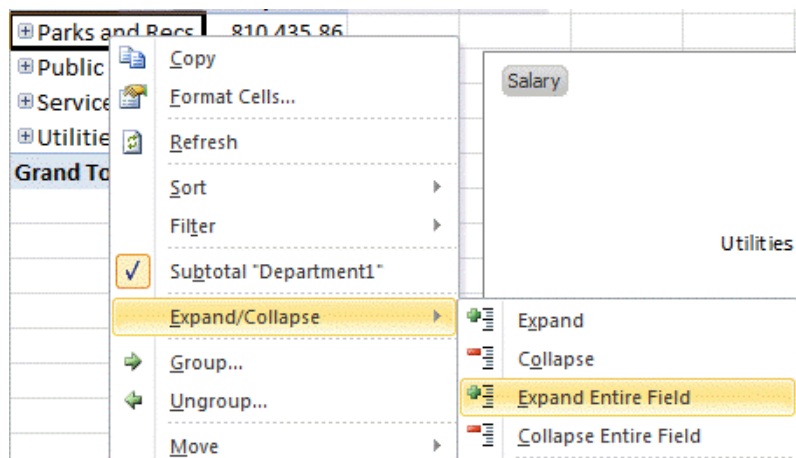 Parks and Recs 810,435.86
Public
Service
Utilitie
Grand To
Copy
Format Cells...
Refresh
Sort
Filter
Subtotal "Department1"
Expand/Collapse
Group...
Ungroup...
Move
Expand
Collapse
Expand Entire Field
Collapse Entire Field
Salary
Utilities